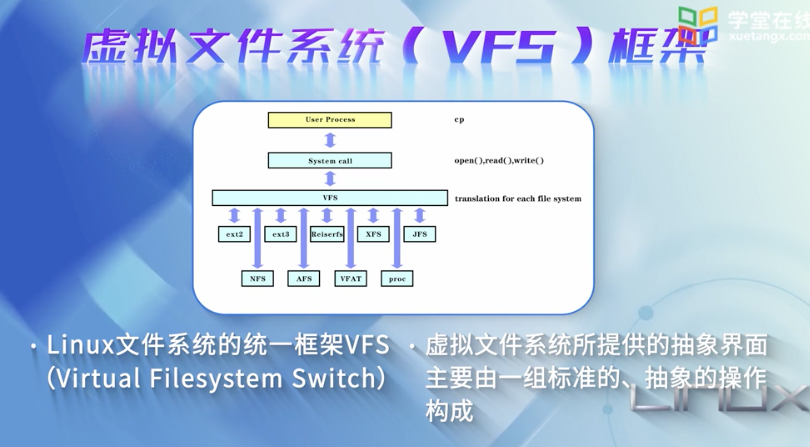 虚拟文件系统（VFS）框架
学堂在线
xuetangx.com
User Process
cp
System call
open(),read(),write()
VFS
translation for each file system
ext2 ext3 Reiserfs XFS JFS
NFS AFS VFAT proc
· Linux文件系统的统一框架VFS
（Virtual Filesystem Switch）
· 虚拟文件系统所提供的抽象界面
主要由一组标准的、抽象的操作
构成
LINUX